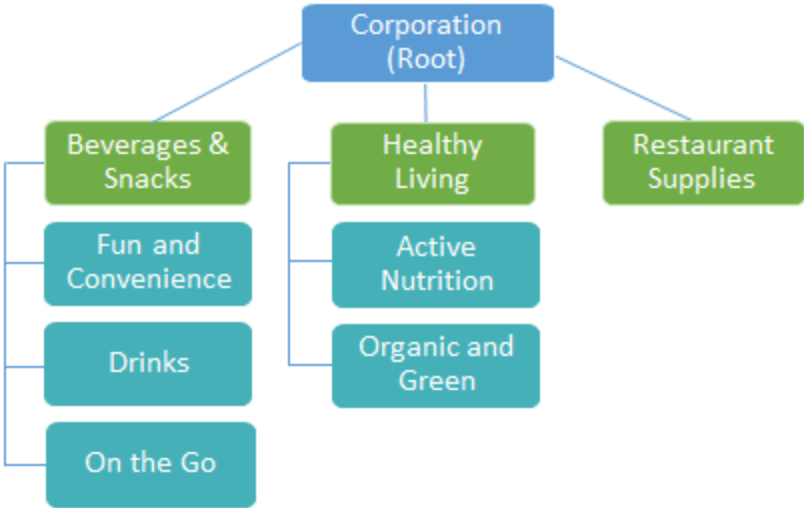 Corporation
(Root)
Beverages &
Snacks
Fun and
Convenience
Drinks
On the Go
Healthy
Living
Active
Nutrition
Organic and
Green
Restaurant
Supplies